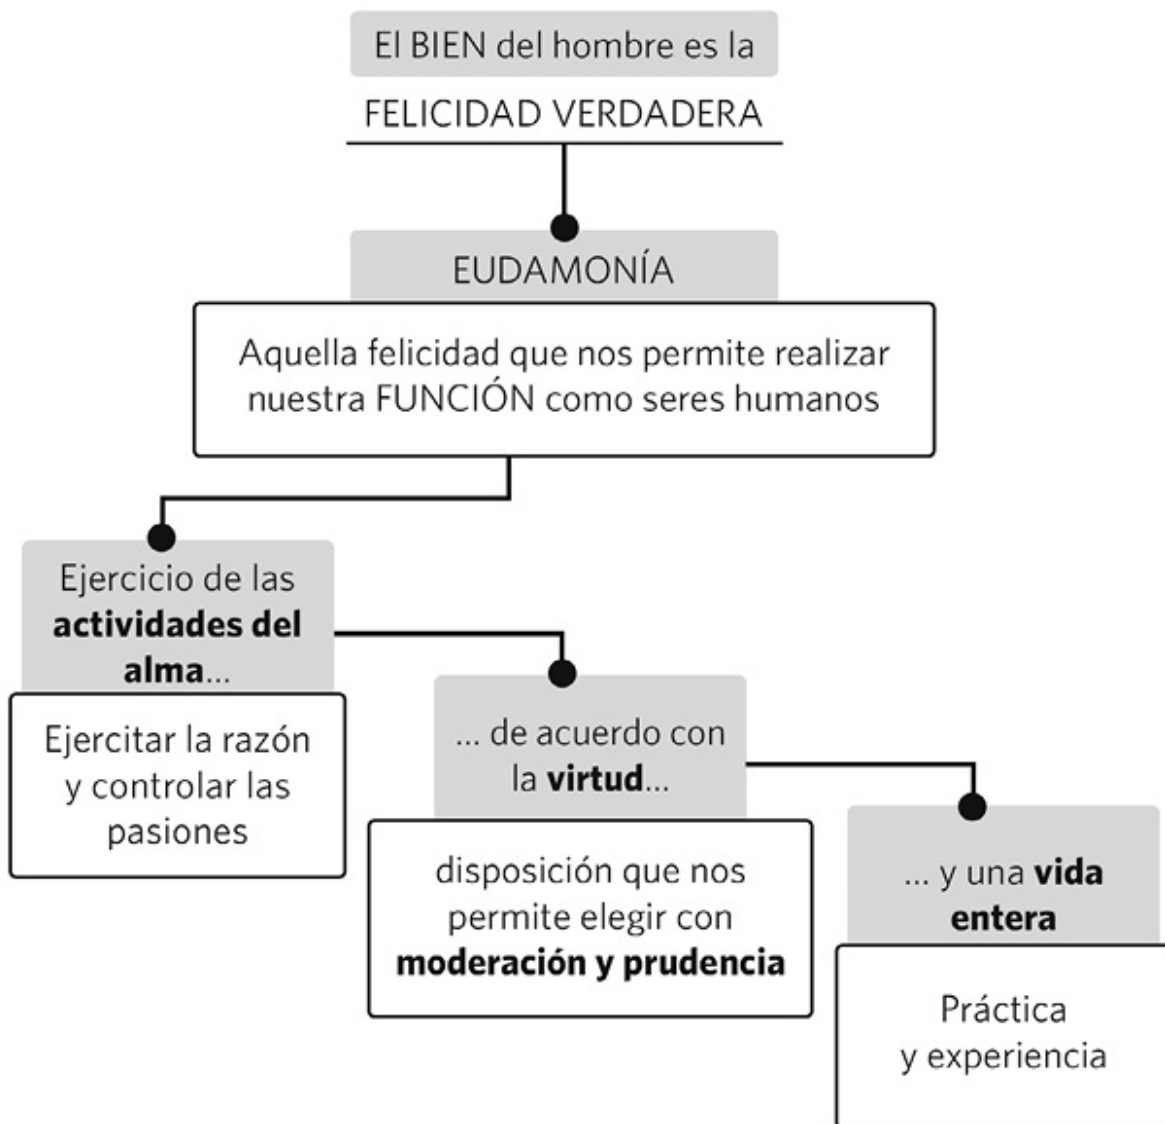 El BIEN del hombre es la
FELICIDAD VERDADERA
EUDAMONÍA
Aquella felicidad que nos permite realizar
nuestra FUNCIÓN como seres humanos
Ejercicio de las
actividades del
alma...
Ejercitar la razón
y controlar las
pasiones
... de acuerdo con
la virtud...
disposición que nos
permite elegir con
moderación y prudencia
... y una vida
entera
Práctica
y experiencia